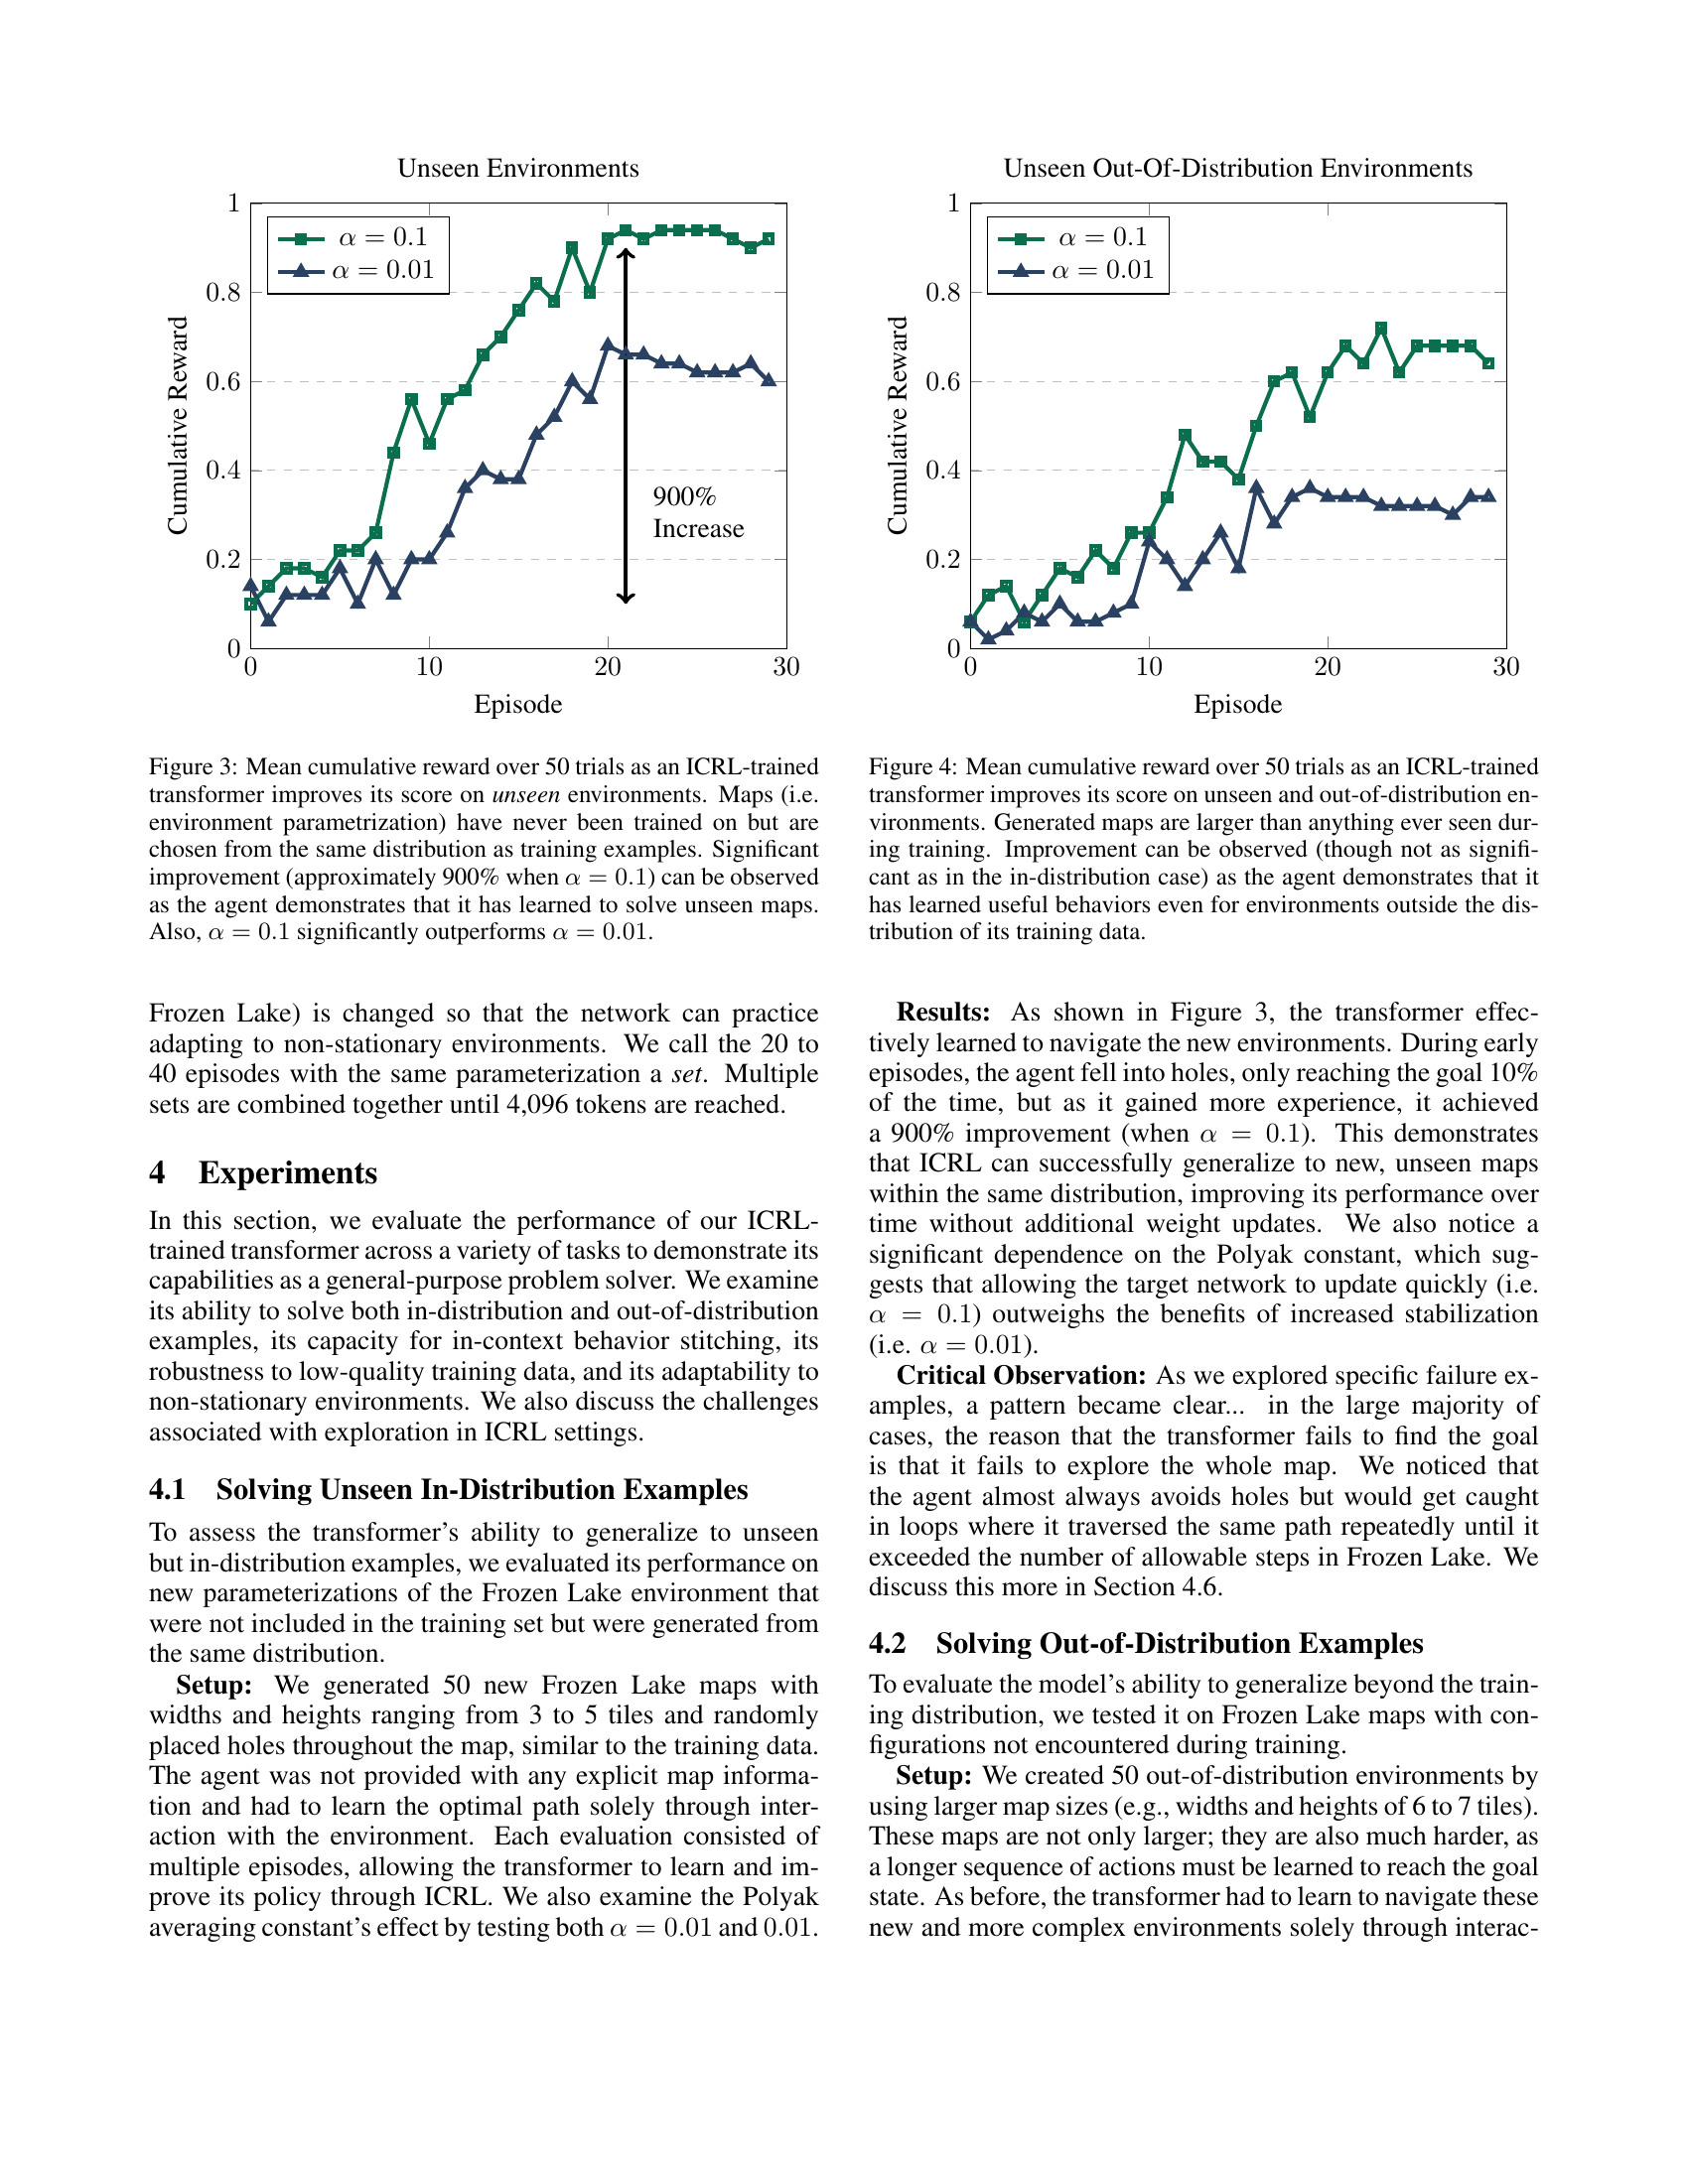 Unseen Environments
1
0.8
0.6
0.4
0.2
0
0
10
20
30
Cumulative Reward
Episode
α = 0.1
α = 0.01
900%
Increase
Figure 3: Mean cumulative reward over 50 trials as an ICRL-trained
transformer improves its score on unseen environments. Maps (i.e.
environment parametrization) have never been trained on but are
chosen from the same distribution as training examples. Significant
improvement (approximately 900% when α = 0.1) can be observed
as the agent demonstrates that it has learned to solve unseen maps.
Also, α = 0.1 significantly outperforms α = 0.01.
Unseen Out-Of-Distribution Environments
1
0.8
0.6
0.4
0.2
0
0
10
20
30
Cumulative Reward
Episode
α = 0.1
α = 0.01
Figure 4: Mean cumulative reward over 50 trials as an ICRL-trained
transformer improves its score on unseen and out-of-distribution en-
vironments. Generated maps are larger than anything ever seen dur-
ing training. Improvement can be observed (though not as signifi-
cant as in the in-distribution case) as the agent demonstrates that it
has learned useful behaviors even for environments outside the dis-
tribution of its training data.
Frozen Lake) is changed so that the network can practice
adapting to non-stationary environments. We call the 20 to
40 episodes with the same parameterization a set. Multiple
sets are combined together until 4,096 tokens are reached.
4 Experiments
In this section, we evaluate the performance of our ICRL-
trained transformer across a variety of tasks to demonstrate its
capabilities as a general-purpose problem solver. We examine
its ability to solve both in-distribution and out-of-distribution
examples, its capacity for in-context behavior stitching, its
robustness to low-quality training data, and its adaptability to
non-stationary environments. We also discuss the challenges
associated with exploration in ICRL settings.
4.1 Solving Unseen In-Distribution Examples
To assess the transformer's ability to generalize to unseen
but in-distribution examples, we evaluated its performance on
new parameterizations of the Frozen Lake environment that
were not included in the training set but were generated from
the same distribution.
Setup: We generated 50 new Frozen Lake maps with
widths and heights ranging from 3 to 5 tiles and randomly
placed holes throughout the map, similar to the training data.
The agent was not provided with any explicit map informa-
tion and had to learn the optimal path solely through inter-
action with the environment. Each evaluation consisted of
multiple episodes, allowing the transformer to learn and im-
prove its policy through ICRL. We also examine the Polyak
averaging constant's effect by testing both α = 0.01 and 0.01.
Results: As shown in Figure 3, the transformer effec-
tively learned to navigate the new environments. During early
episodes, the agent fell into holes, only reaching the goal 10%
of the time, but as it gained more experience, it achieved
a 900% improvement (when α = 0.1). This demonstrates
that ICRL can successfully generalize to new, unseen maps
within the same distribution, improving its performance over
time without additional weight updates. We also notice a
significant dependence on the Polyak constant, which sug-
gests that allowing the target network to update quickly (i.e.
α = 0.1) outweighs the benefits of increased stabilization
(i.e. α = 0.01).
Critical Observation: As we explored specific failure ex-
amples, a pattern became clear... in the large majority of
cases, the reason that the transformer fails to find the goal
is that it fails to explore the whole map. We noticed that
the agent almost always avoids holes but would get caught
in loops where it traversed the same path repeatedly until it
exceeded the number of allowable steps in Frozen Lake. We
discuss this more in Section 4.6.
4.2 Solving Out-of-Distribution Examples
To evaluate the model's ability to generalize beyond the train-
ing distribution, we tested it on Frozen Lake maps with con-
figurations not encountered during training.
Setup: We created 50 out-of-distribution environments by
using larger map sizes (e.g., widths and heights of 6 to 7 tiles).
These maps are not only larger; they are also much harder, as
a longer sequence of actions must be learned to reach the goal
state. As before, the transformer had to learn to navigate these
new and more complex environments solely through interac-